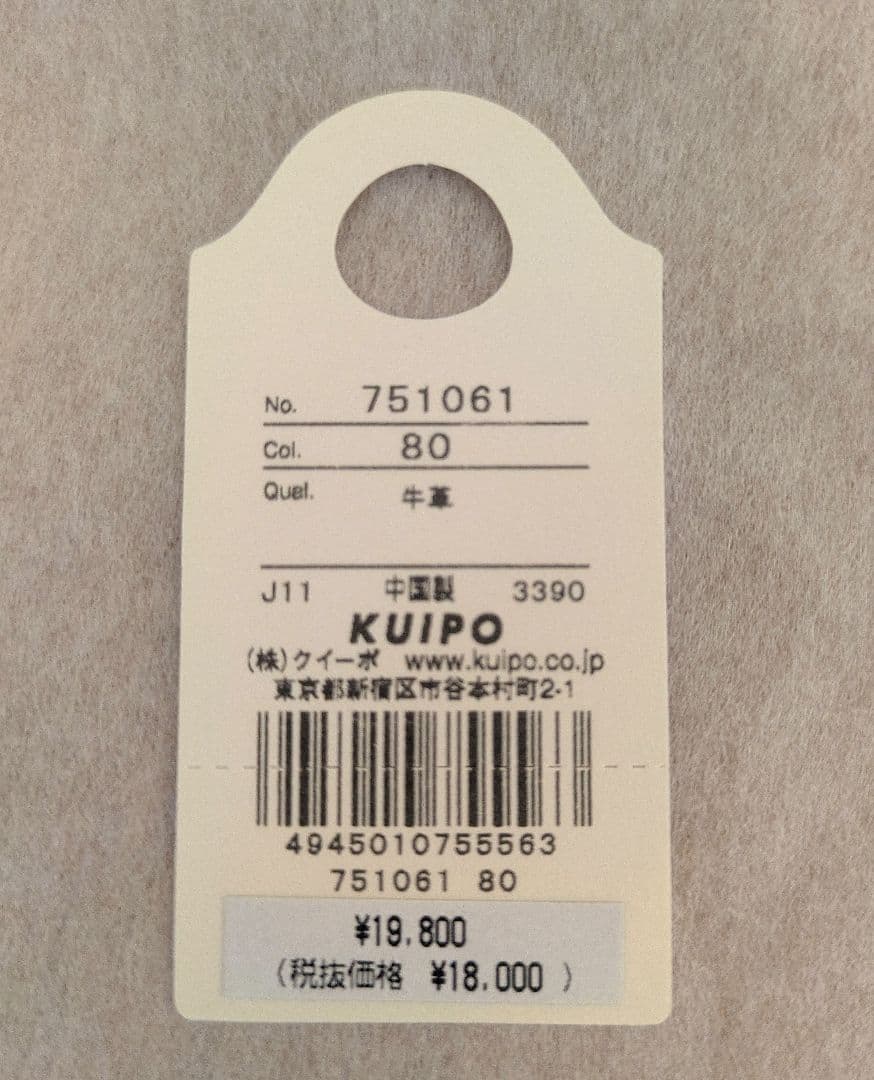 No. 751061
Col. 80
Qual. 牛革
J11 中国製 3390
KUIPO
(株)クイーポ www.kuipo.co.jp
東京都新宿区市谷本村町2-1
4945010755563
751061 80
¥19,800
(税抜価格 ¥18,000 )